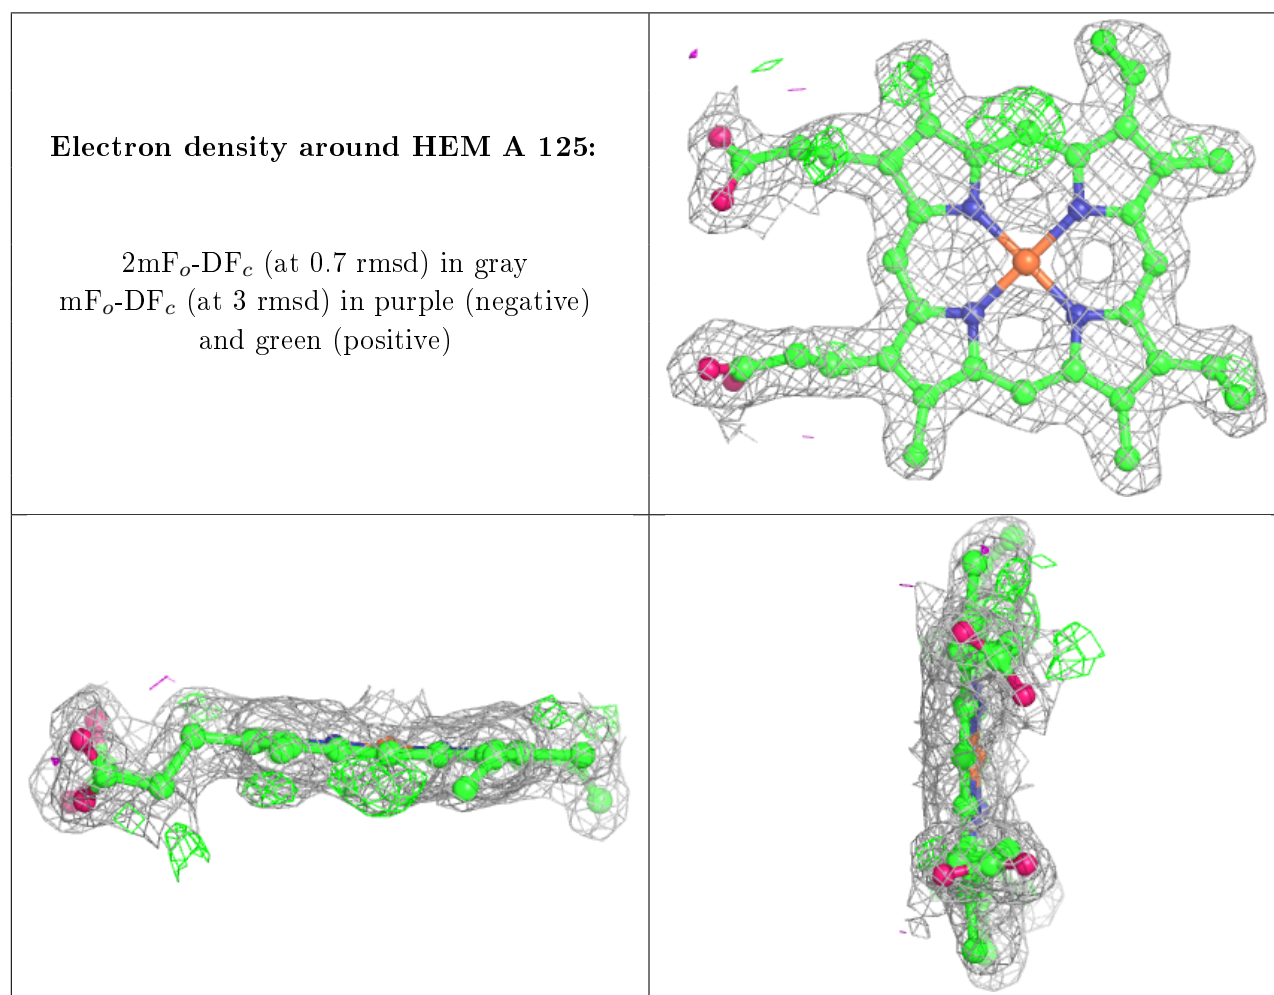 Electron density around HEM A 125:
2mFₒ-DF𝒸 (at 0.7 rmsd) in gray
mFₒ-DF𝒸 (at 3 rmsd) in purple (negative)
and green (positive)